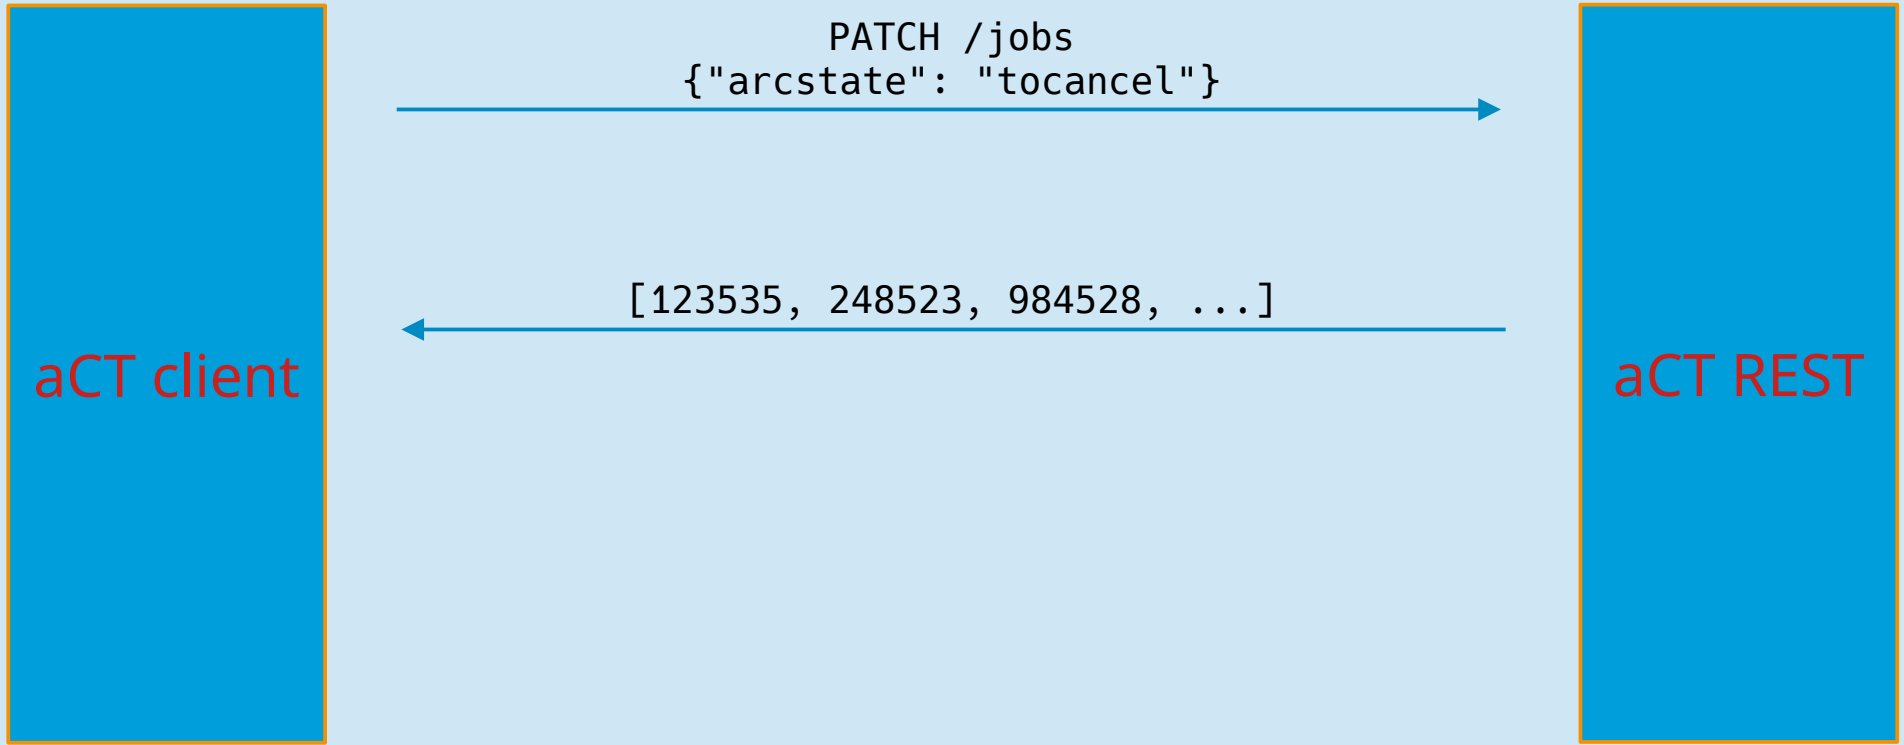 PATCH /jobs
{"arcstate": "tocancel"}
[123535, 248523, 984528, ...]
aCT client
aCT REST